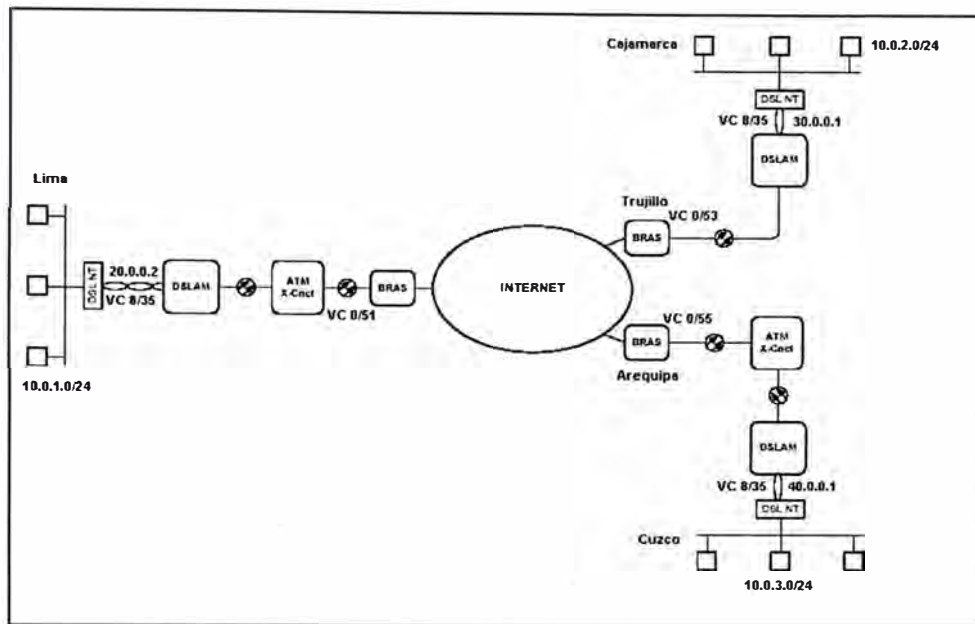 Cajamarca
10.0.2.0/24
DSL NT
VC 8/35
30.0.0.1
DSLAM
Lima
Trujillo
VC 0/53
BRAS
20.0.0.2
DSL NT
VC 8/35
DSLAM
ATM
X-Cnct
VC 0/51
BRAS
INTERNET
10.0.1.0/24
BRAS
VC 0/55
Arequipa
ATM
X-Cnct
DSLAM
VC 8/35
40.0.0.1
DSL NT
Cuzco
10.0.3.0/24